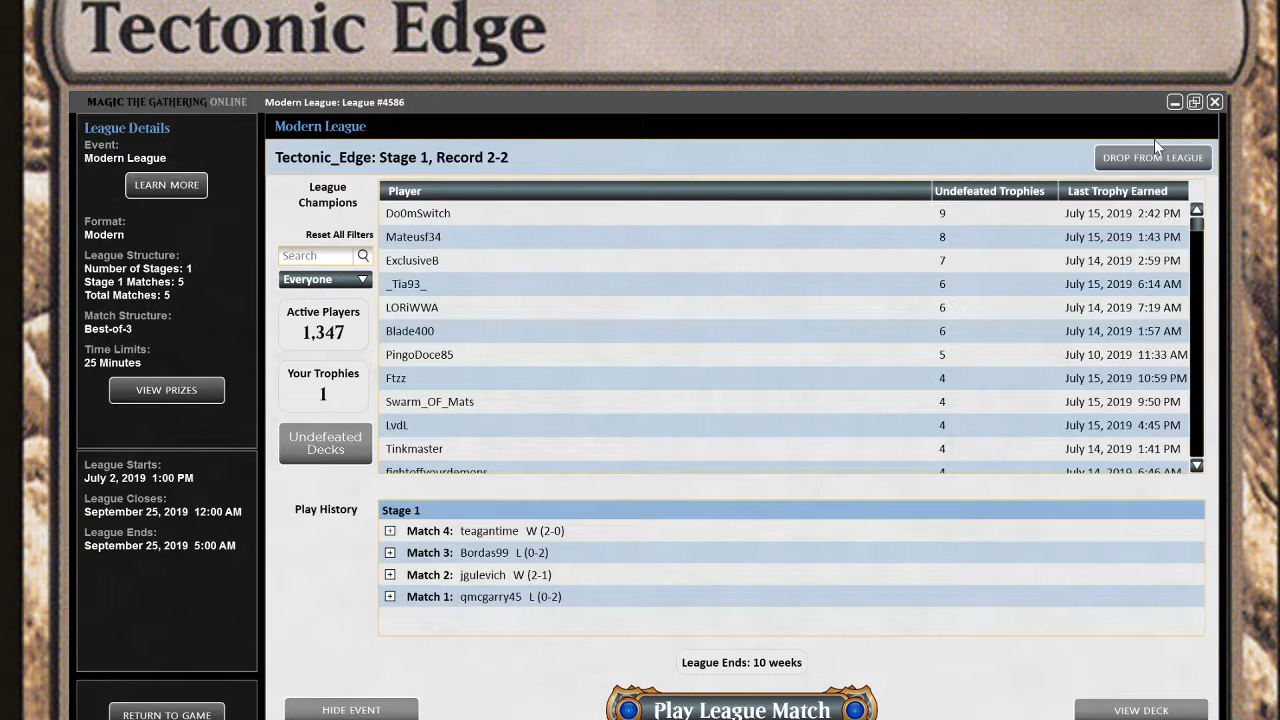 Tectonic Edge
MAGIC THE GATHERING ONLINE
Modern League: League #4586
League Details
Event:
Modern League
LEARN MORE
Format:
Modern
League Structure:
Number of Stages: 1
Stage 1 Matches: 5
Total Matches: 5
Match Structure:
Best-of-3
Time Limits:
25 Minutes
VIEW PRIZES
League Starts:
July 2, 2019 1:00 PM
League Closes:
September 25, 2019 12:00 AM
League Ends:
September 25, 2019 5:00 AM
RETURN TO GAME
Modern League
Tectonic_Edge: Stage 1, Record 2-2
DROP FROM LEAGUE
League
Champions
Reset All Filters
Search
Everyone
Active Players
1,347
Your Trophies
1
Undefeated
Decks
Player Undefeated Trophies Last Trophy Earned
Do0mSwitch 9 July 15, 2019 2:42 PM
Mateusf34 8 July 15, 2019 1:43 PM
ExclusiveB 7 July 14, 2019 2:59 PM
_Tia93_ 6 July 15, 2019 6:14 AM
LORiWWA 6 July 14, 2019 7:19 AM
Blade400 6 July 14, 2019 1:57 AM
PingoDoce85 5 July 10, 2019 11:33 AM
Ftzz 4 July 15, 2019 10:59 PM
Swarm_OF_Mats 4 July 15, 2019 9:50 PM
LvdL 4 July 15, 2019 4:45 PM
Tinkmaster 4 July 14, 2019 1:41 PM
fightoffyourdemons 4 July 14, 2019 6:46 AM
Play History
Stage 1
Match 4: teagantime W (2-0)
Match 3: Bordas99 L (0-2)
Match 2: jgulevich W (2-1)
Match 1: qmcgarry45 L (0-2)
League Ends: 10 weeks
HIDE EVENT
Play League Match
VIEW DECK